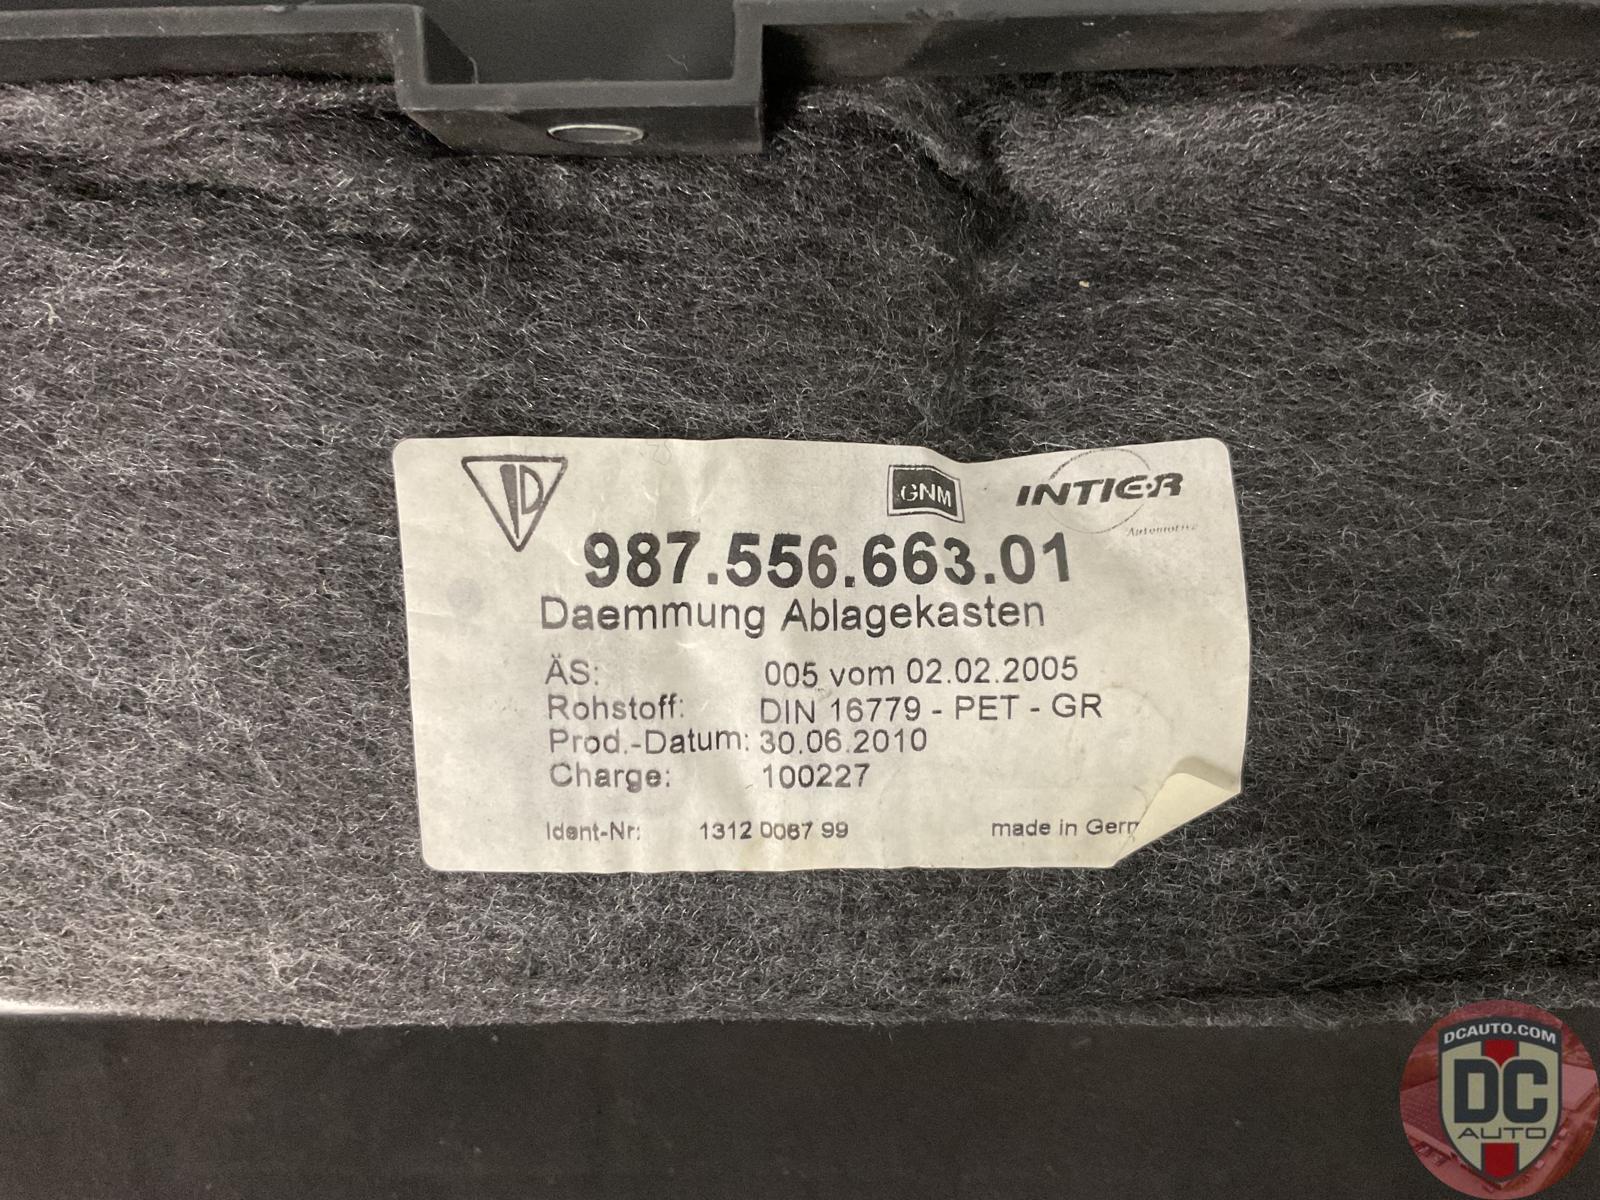 GNM
INTIER
Automotive
987.556.663.01
Daemmung Ablagekasten
ÄS: 005 vom 02.02.2005
Rohstoff: DIN 16779 - PET - GR
Prod.-Datum: 30.06.2010
Charge: 100227
Ident-Nr: 1312 0067 99 made in Germ
DCAUTO.COM
DC
AUTO